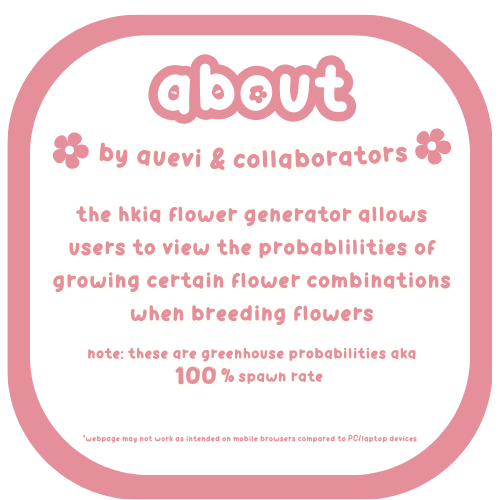 about
by auevi & collaborators
the hkia flower generator allows
users to view the probablilities of
growing certain flower combinations
when breeding flowers
note: these are greenhouse probabilities aka
100 % spawn rate
*webpage may not work as intended on mobile browsers compared to PC/laptop devices